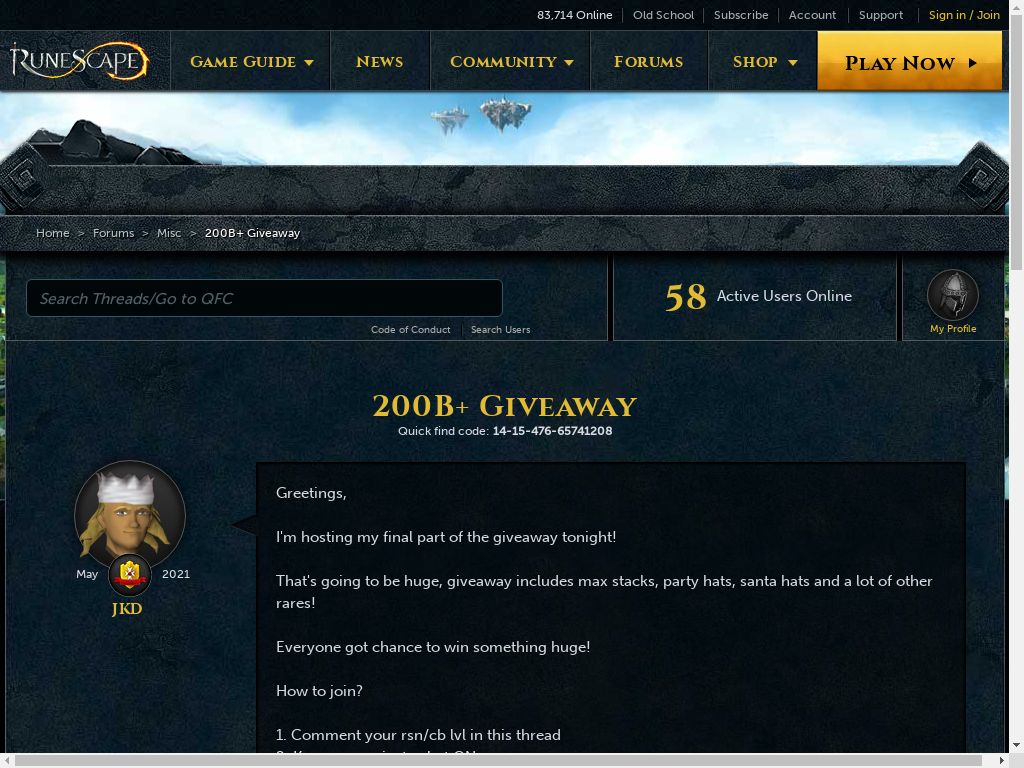 83,714 Online Old School Subscribe Account Support Sign in / Join
RuneScape Game Guide News Community Forums Shop Play Now
Home > Forums > Misc > 200B+ Giveaway
Search Threads/Go to QFC
58 Active Users Online
Code of Conduct Search Users
My Profile
200B+ Giveaway
Quick find code: 14-15-476-65741208
May 2021
JKD
Greetings,
I'm hosting my final part of the giveaway tonight!
That's going to be huge, giveaway includes max stacks, party hats, santa hats and a lot of other
rares!
Everyone got chance to win something huge!
How to join?
1. Comment your rsn/cb lvl in this thread